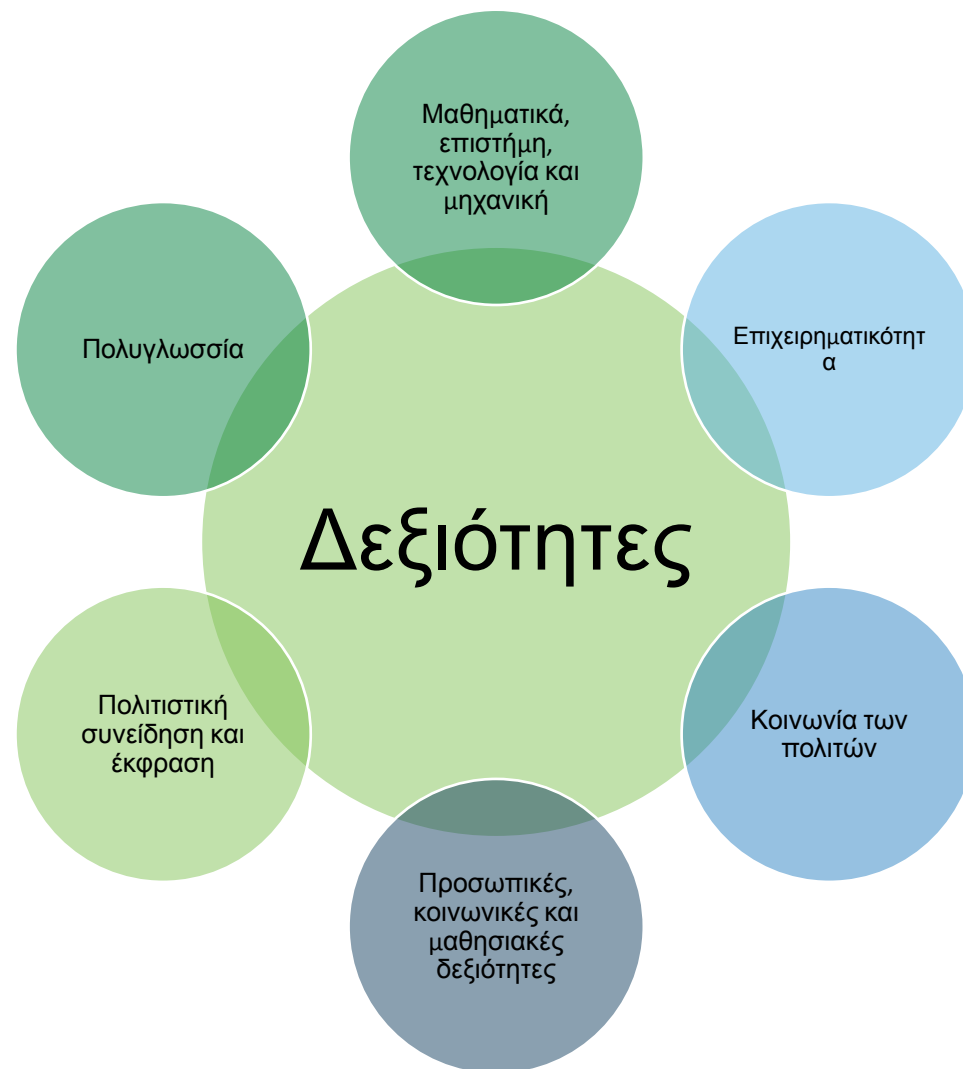 Μαθηματικά,
επιστήμη,
τεχνολογία και
μηχανική
Επιχειρηματικότητ
α
Κοινωνία των
πολιτών
Προσωπικές,
κοινωνικές και
μαθησιακές
δεξιότητες
Πολιτιστική
συνείδηση και
έκφραση
Πολυγλωσσία
Δεξιότητες